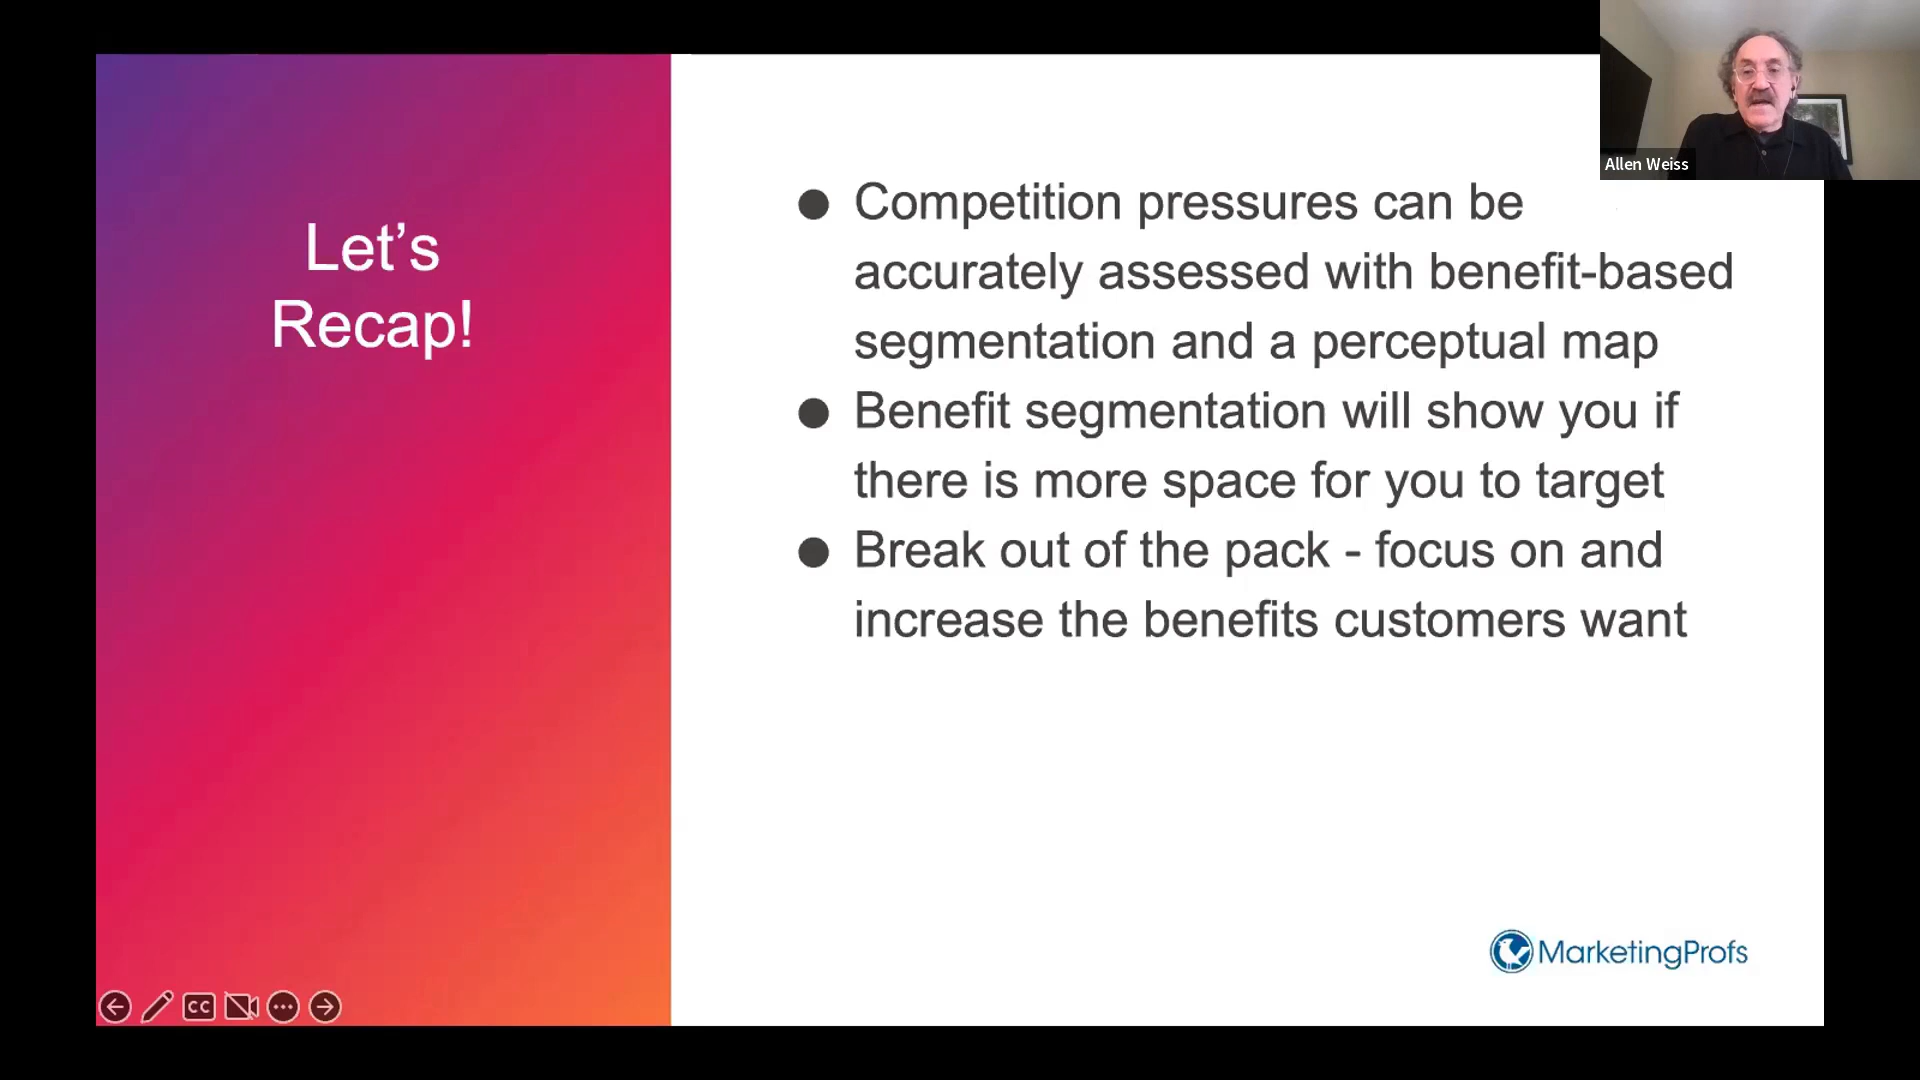 Let’s
Recap!
● Competition pressures can be
accurately assessed with benefit-based
segmentation and a perceptual map
● Benefit segmentation will show you if
there is more space for you to target
● Break out of the pack - focus on and
increase the benefits customers want
Allen Weiss
MarketingProfs
CC